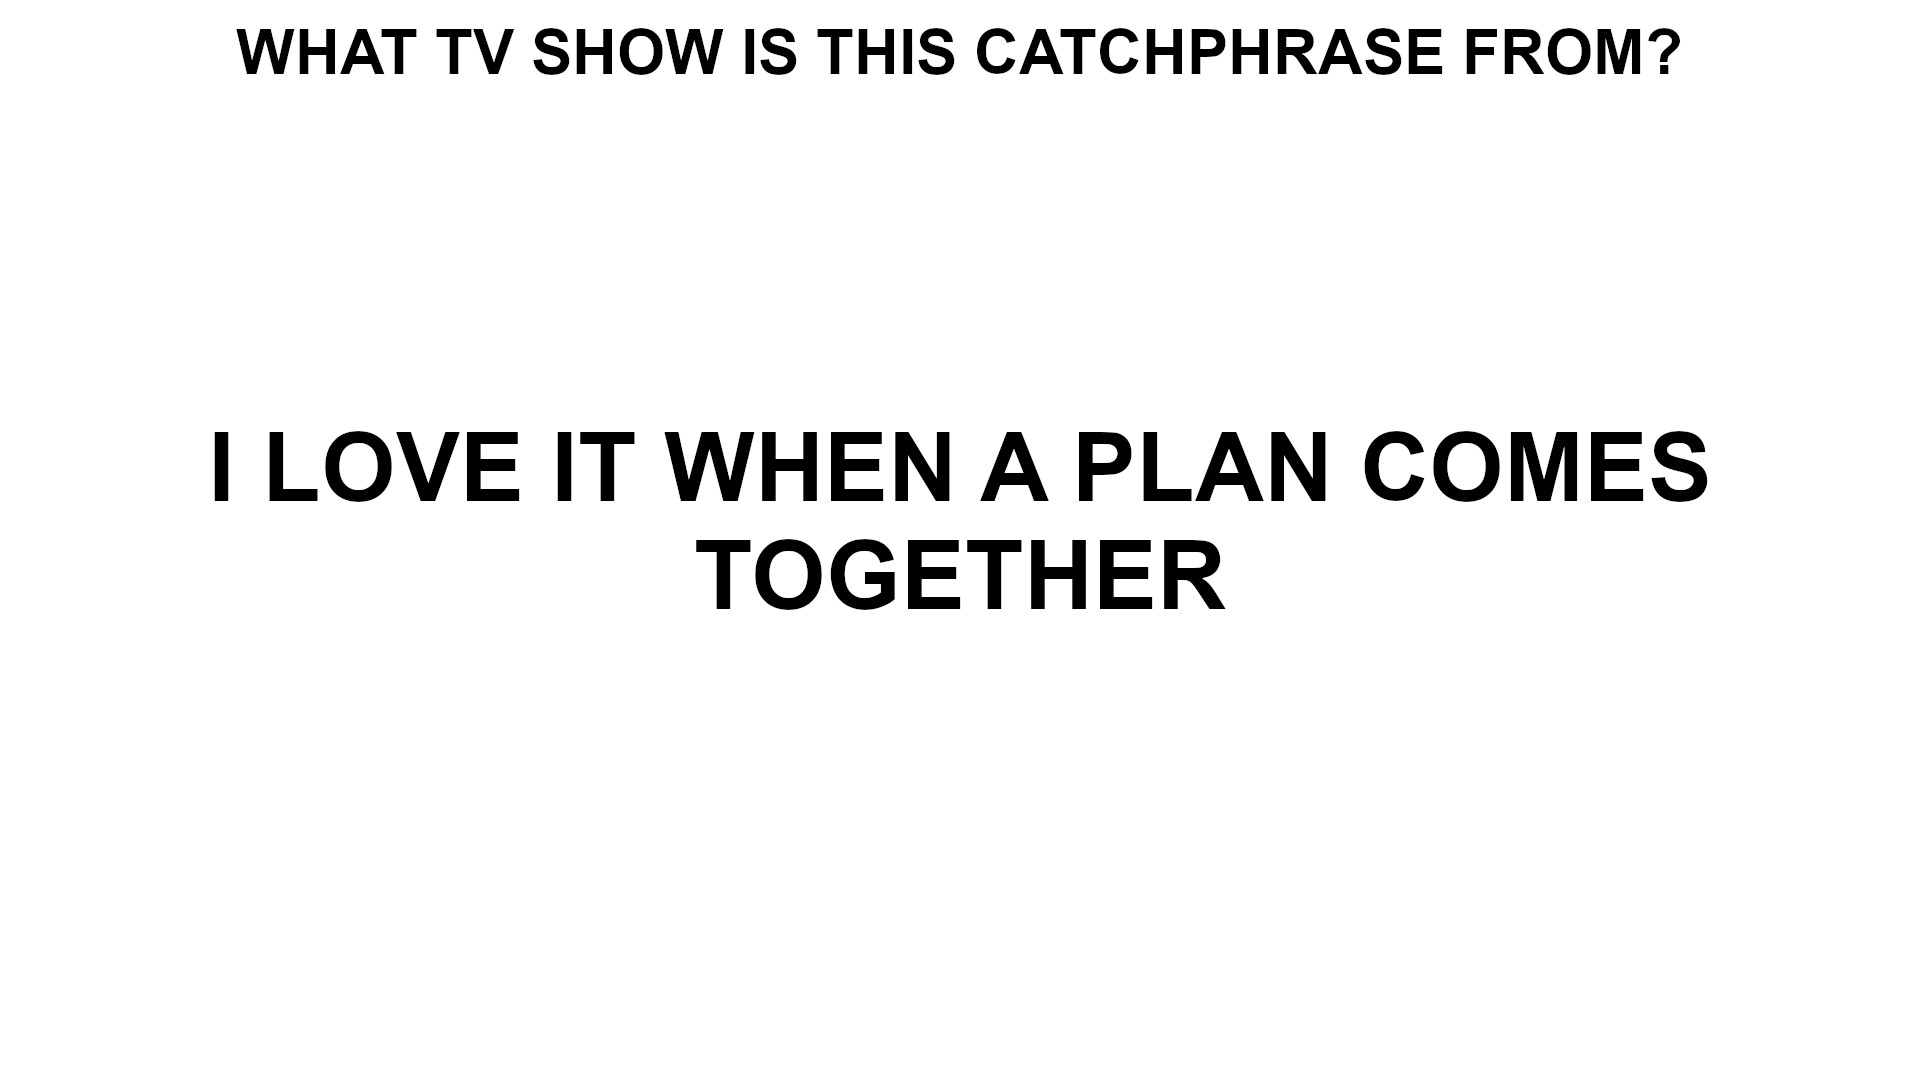 WHAT TV SHOW IS THIS CATCHPHRASE FROM?
I LOVE IT WHEN A PLAN COMES
TOGETHER